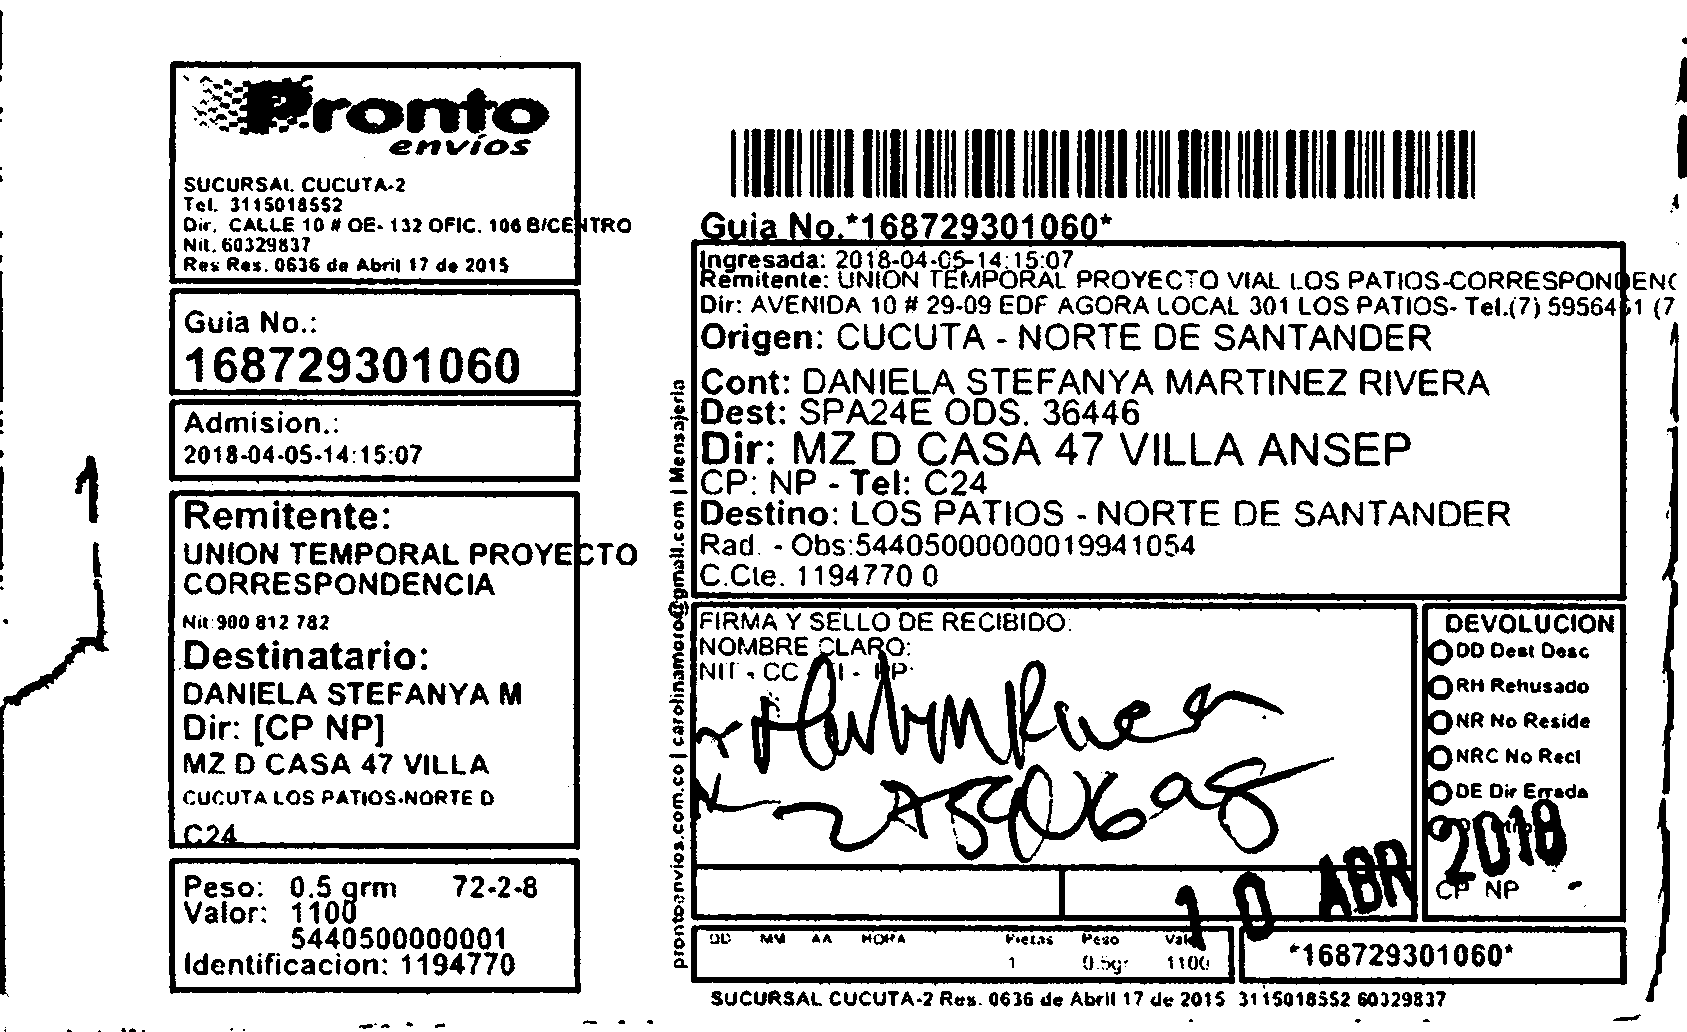 Pronto
envíos
SUCURSAL CUCUTA-2
Tel. 3115018552
Dir. CALLE 10 # OE- 132 OFIC. 106 B/CENTRO
Nit. 60329837
Res Res. 0636 de Abril 17 de 2015
Guia No.:
168729301060
Admision.:
2018-04-05-14:15:07
Remitente:
UNION TEMPORAL PROYECTO
CORRESPONDENCIA
Nit 900 812 782
Destinatario:
DANIELA STEFANYA M
Dir: [CP NP]
MZ D CASA 47 VILLA
CUCUTA LOS PATIOS-NORTE D
C24
Peso: 0.5 grm 72-2-8
Valor: 1100
5440500000001
Identificacion: 1194770
prontoenvios.com.co | carolinamoro@gmail.com | Mensajeria
Guia No.*168729301060*
Ingresada: 2018-04-05-14:15:07
Remitente: UNION TEMPORAL PROYECTO VIAL LOS PATIOS-CORRESPONDENC
Dir: AVENIDA 10 # 29-09 EDF AGORA LOCAL 301 LOS PATIOS- Tel.(7) 5956461 (7
Origen: CUCUTA - NORTE DE SANTANDER
Cont: DANIELA STEFANYA MARTINEZ RIVERA
Dest: SPA24E ODS. 36446
Dir: MZ D CASA 47 VILLA ANSEP
CP: NP - Tel: C24
Destino: LOS PATIOS - NORTE DE SANTANDER
Rad. - Obs:54405000000019941054
C.Cte. 1194770 0
FIRMA Y SELLO DE RECIBIDO:
NOMBRE CLARO:
NIT - CC
DEVOLUCION
DD Dest Desc
RH Rehusado
NR No Reside
NRC No Recl
DE Dir Errada
CP NP
10 ABR 2018
DD MM AA HORA Piezas Peso Valor
1 0.5gr 1100
*168729301060*
SUCURSAL CUCUTA-2 Res. 0636 de Abril 17 de 2015 3115018552 60329837